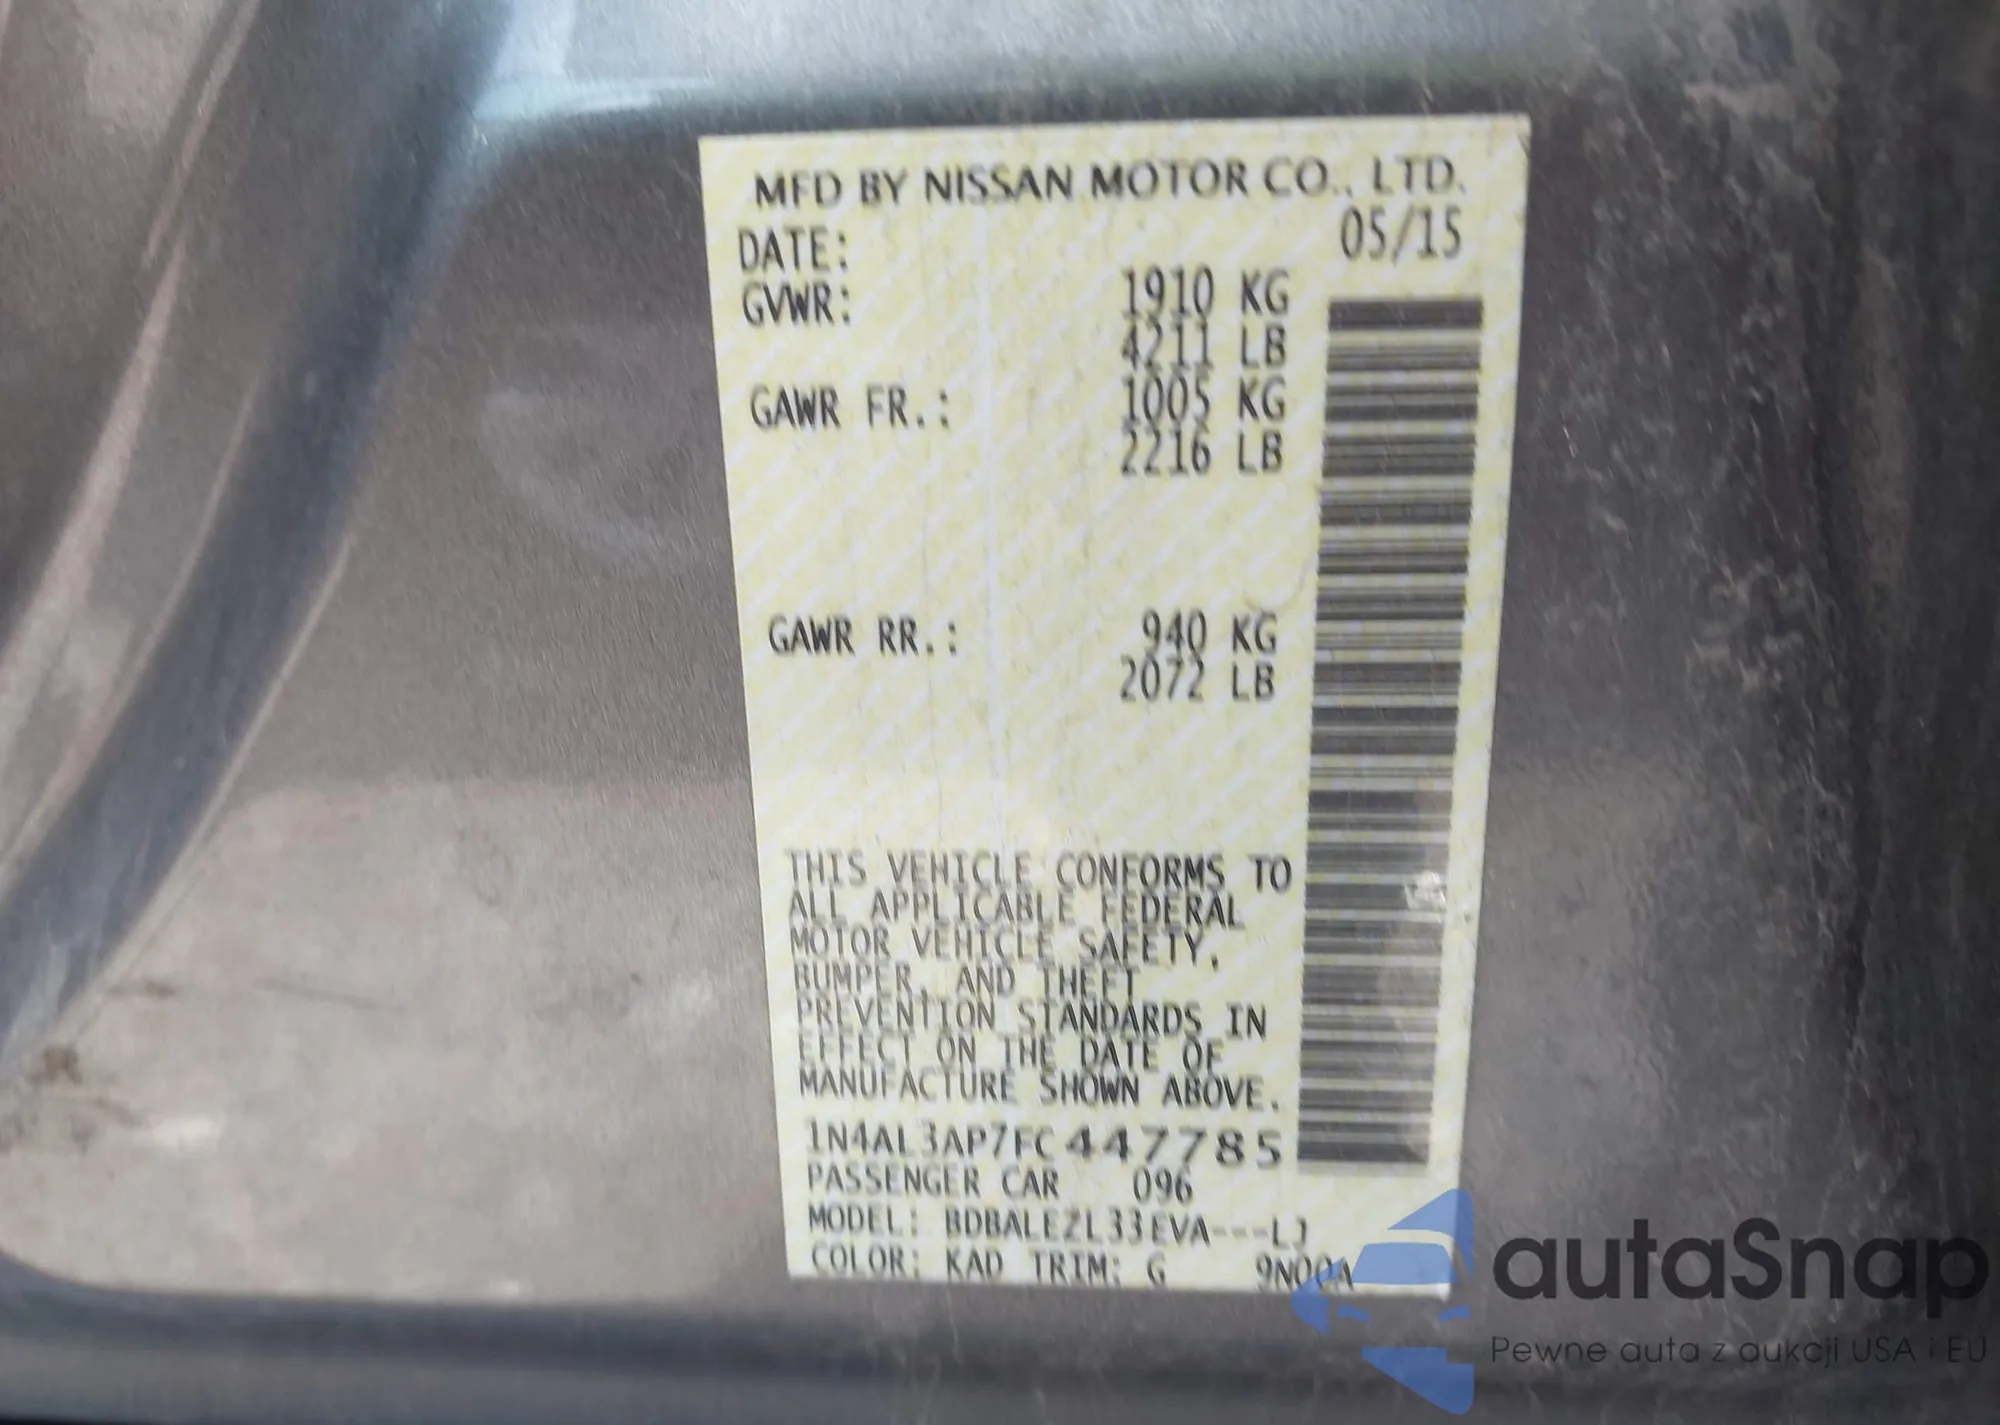 MFD BY NISSAN MOTOR CO., LTD.
DATE: 05/15
GVWR: 1910 KG
4211 LB
GAWR FR.: 1005 KG
2216 LB
GAWR RR.: 940 KG
2072 LB
THIS VEHICLE CONFORMS TO
ALL APPLICABLE FEDERAL
MOTOR VEHICLE SAFETY,
BUMPER, AND THEFT
PREVENTION STANDARDS IN
EFFECT ON THE DATE OF
MANUFACTURE SHOWN ABOVE.
1N4AL3AP7FC447785
PASSENGER CAR 096
MODEL: BDBALEZL33EVA---LJ
COLOR: KAD TRIM: G 9N00A
autaSnap
Pewne auta z aukcji USA i EU